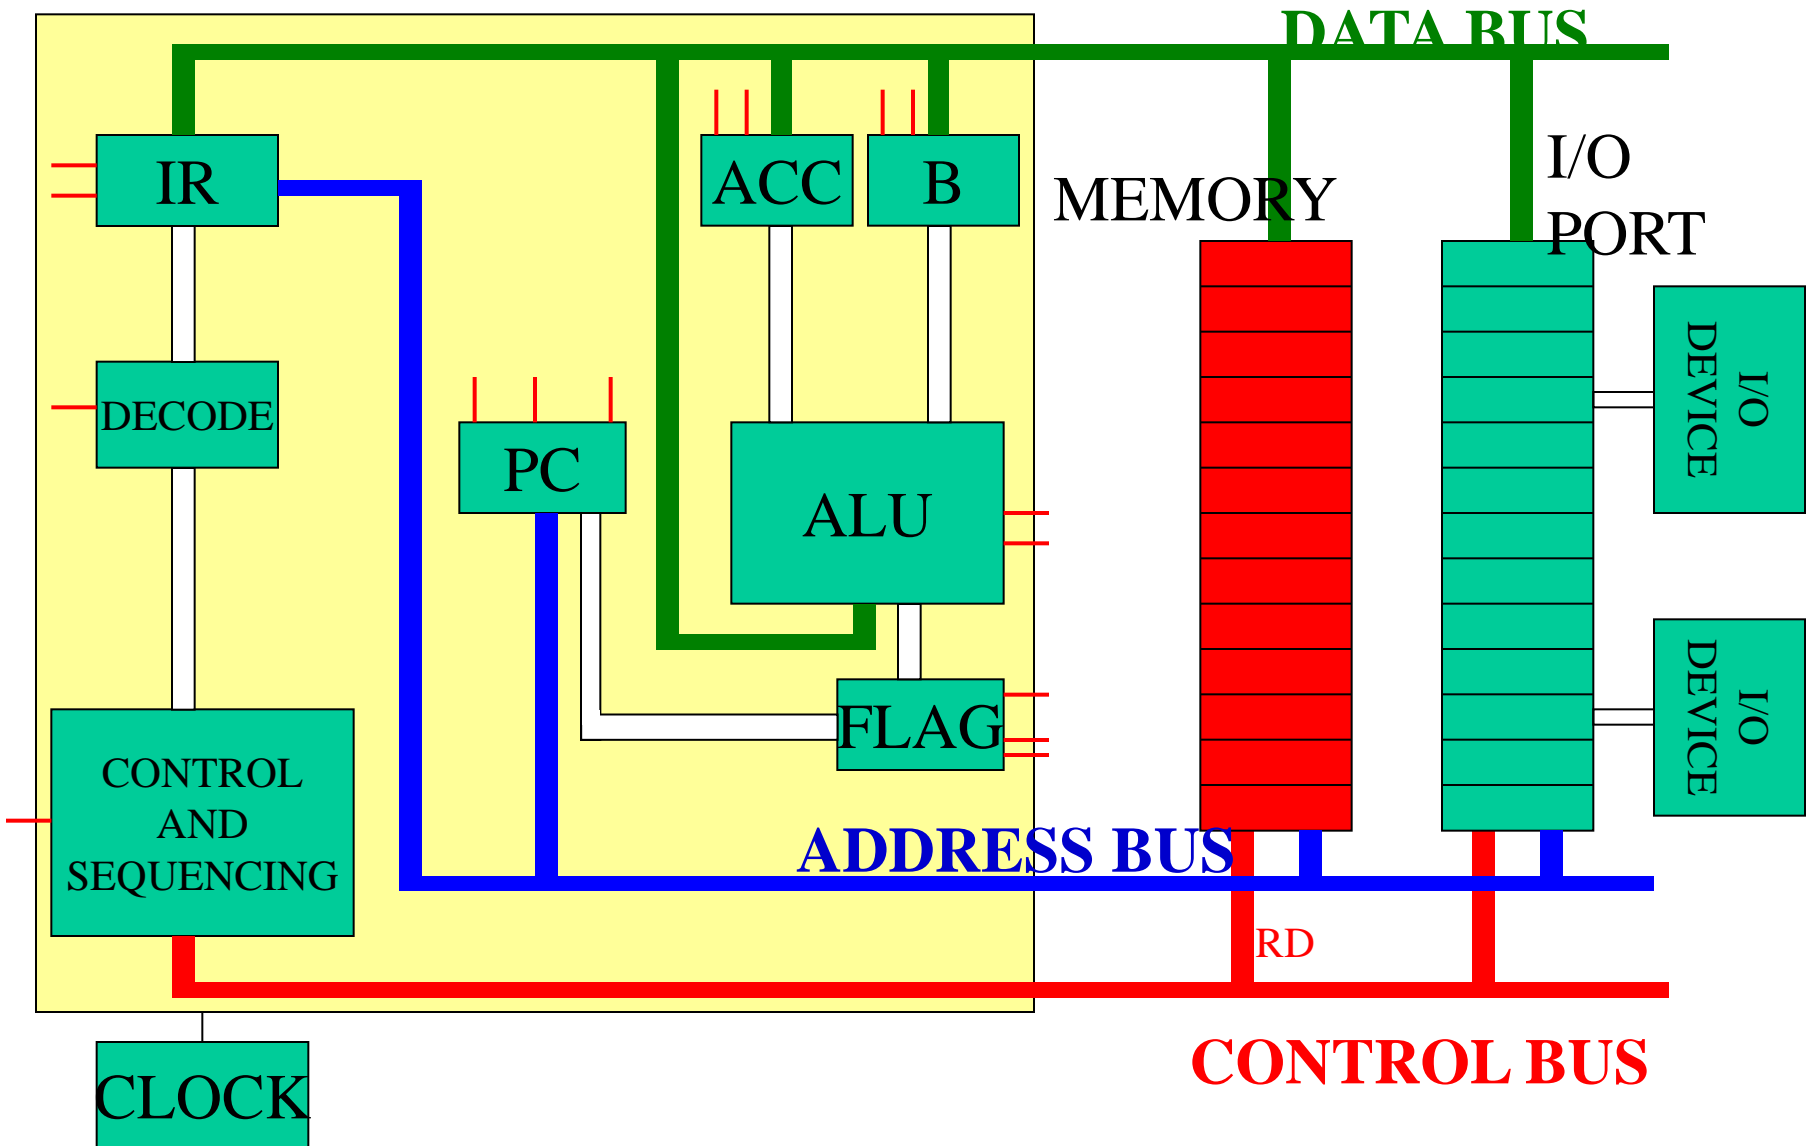 DATA BUS
IR
ACC
B
MEMORY
I/O
PORT
I/O
DEVICE
DECODE
PC
ALU
FLAG
I/O
DEVICE
CONTROL
AND
SEQUENCING
ADDRESS BUS
RD
CONTROL BUS
CLOCK